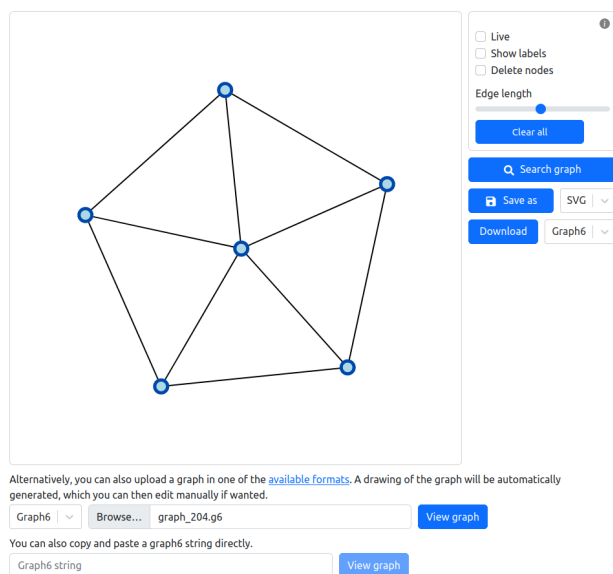 Live
Show labels
Delete nodes
Edge length
Clear all
Search graph
Save as SVG
Download Graph6
Alternatively, you can also upload a graph in one of the available formats. A drawing of the graph will be automatically
generated, which you can then edit manually if wanted.
Graph6 Browse... graph_204.g6 View graph
You can also copy and paste a graph6 string directly.
Graph6 string View graph